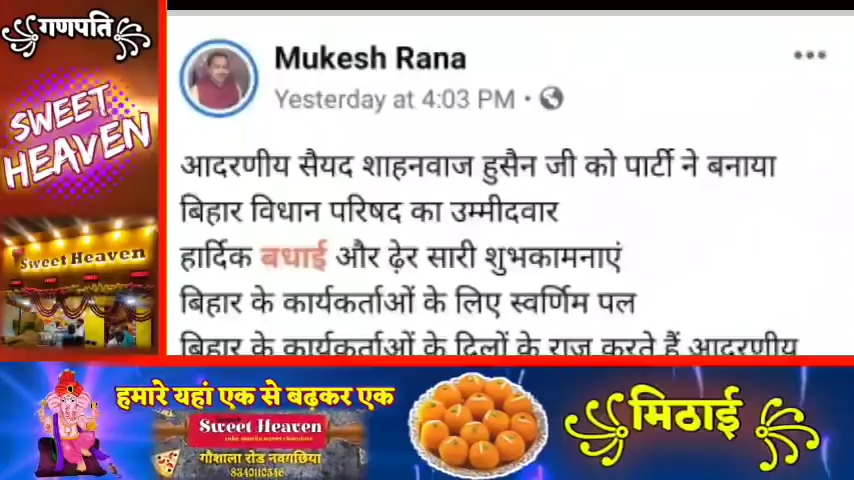 गणपति
SWEET
HEAVEN
Sweet Heaven
Mukesh Rana
Yesterday at 4:03 PM
आदरणीय सैयद शाहनवाज हुसैन जी को पार्टी ने बनाया
बिहार विधान परिषद का उम्मीदवार
हार्दिक बधाई और ढ़ेर सारी शुभकामनाएं
बिहार के कार्यकर्ताओं के लिए स्वर्णिम पल
बिहार के कार्यकर्ताओं के दिलों के राज करते हैं आदरणीय
हमारे यहां एक से बढ़कर एक
Sweet Heaven
गौशाला रोड नवगछिया
मिठाई